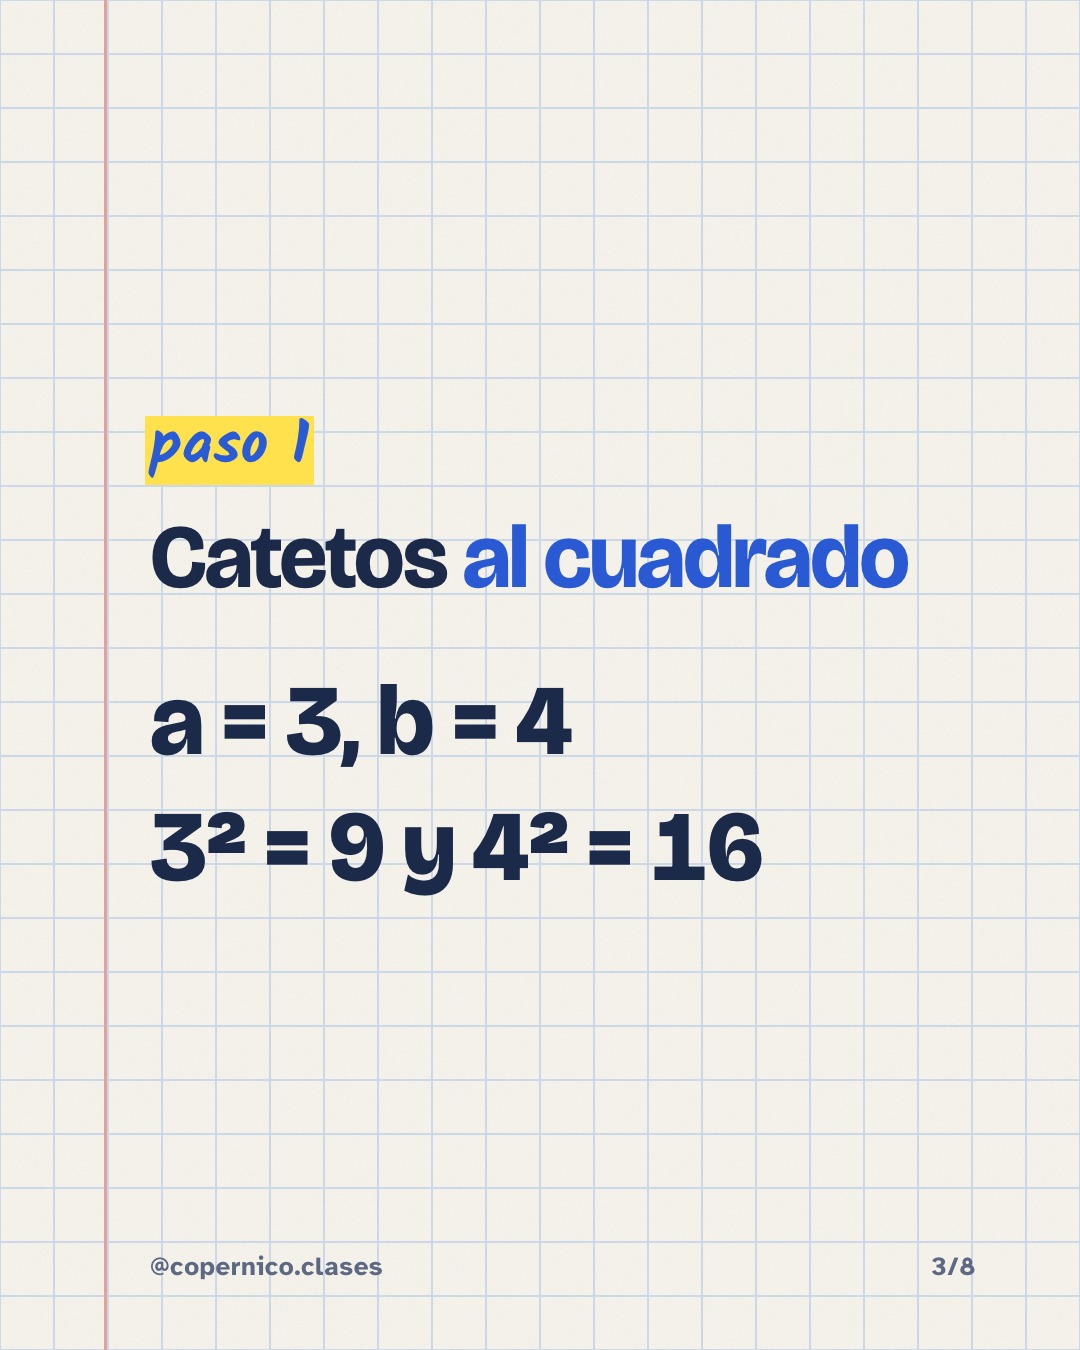 paso 1
Catetos al cuadrado
a = 3, b = 4
3² = 9 y 4² = 16
@copernico.clases
3/8